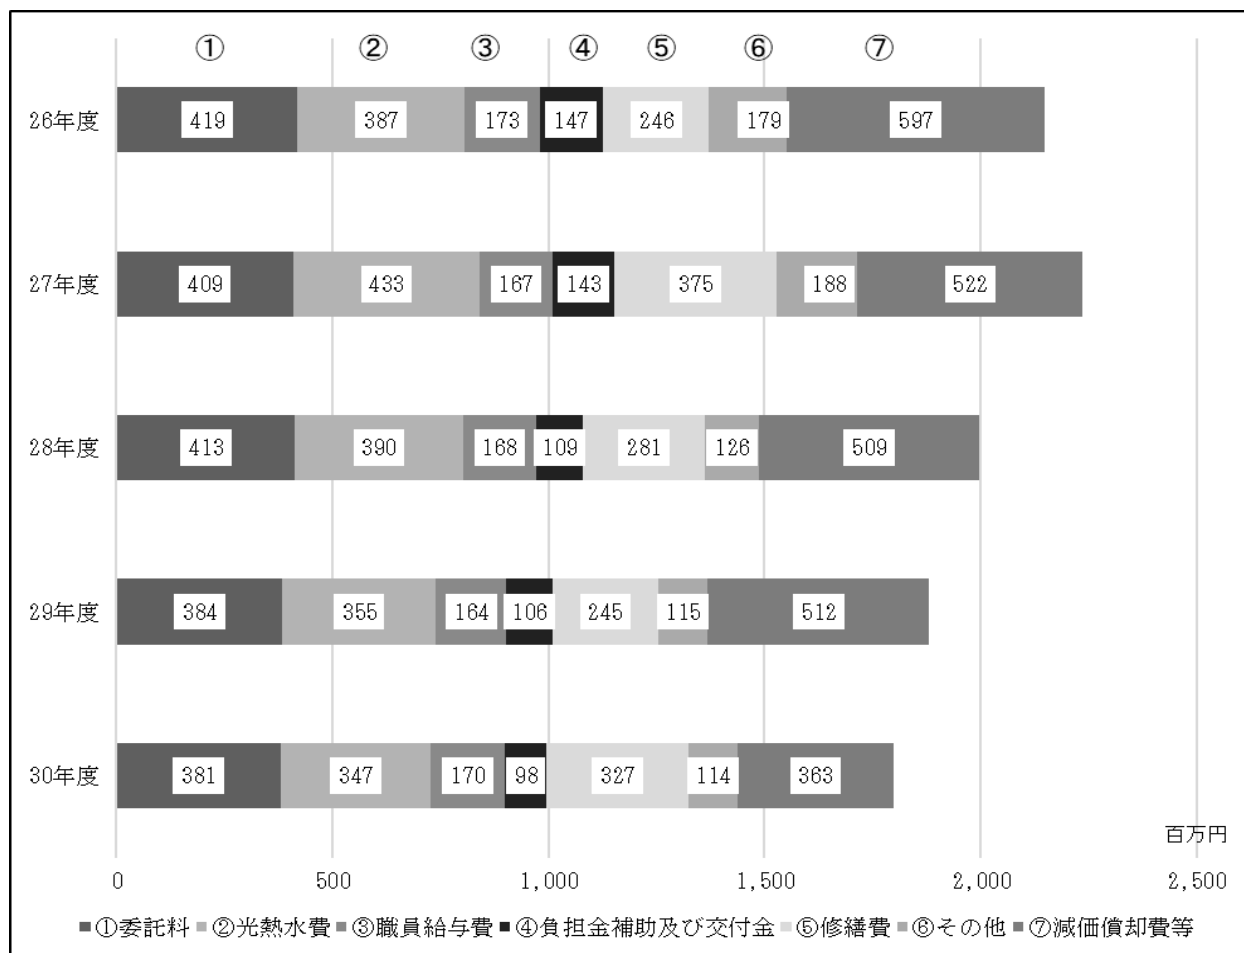 ① ② ③ ④ ⑤ ⑥ ⑦
26年度 419 387 173 147 246 179 597
27年度 409 433 167 143 375 188 522
28年度 413 390 168 109 281 126 509
29年度 384 355 164 106 245 115 512
30年度 381 347 170 98 327 114 363
百万円
0 500 1,000 1,500 2,000 2,500
①委託料 ②光熱水費 ③職員給与費 ④負担金補助及び交付金 ⑤修繕費 ⑥その他 ⑦減価償却費等